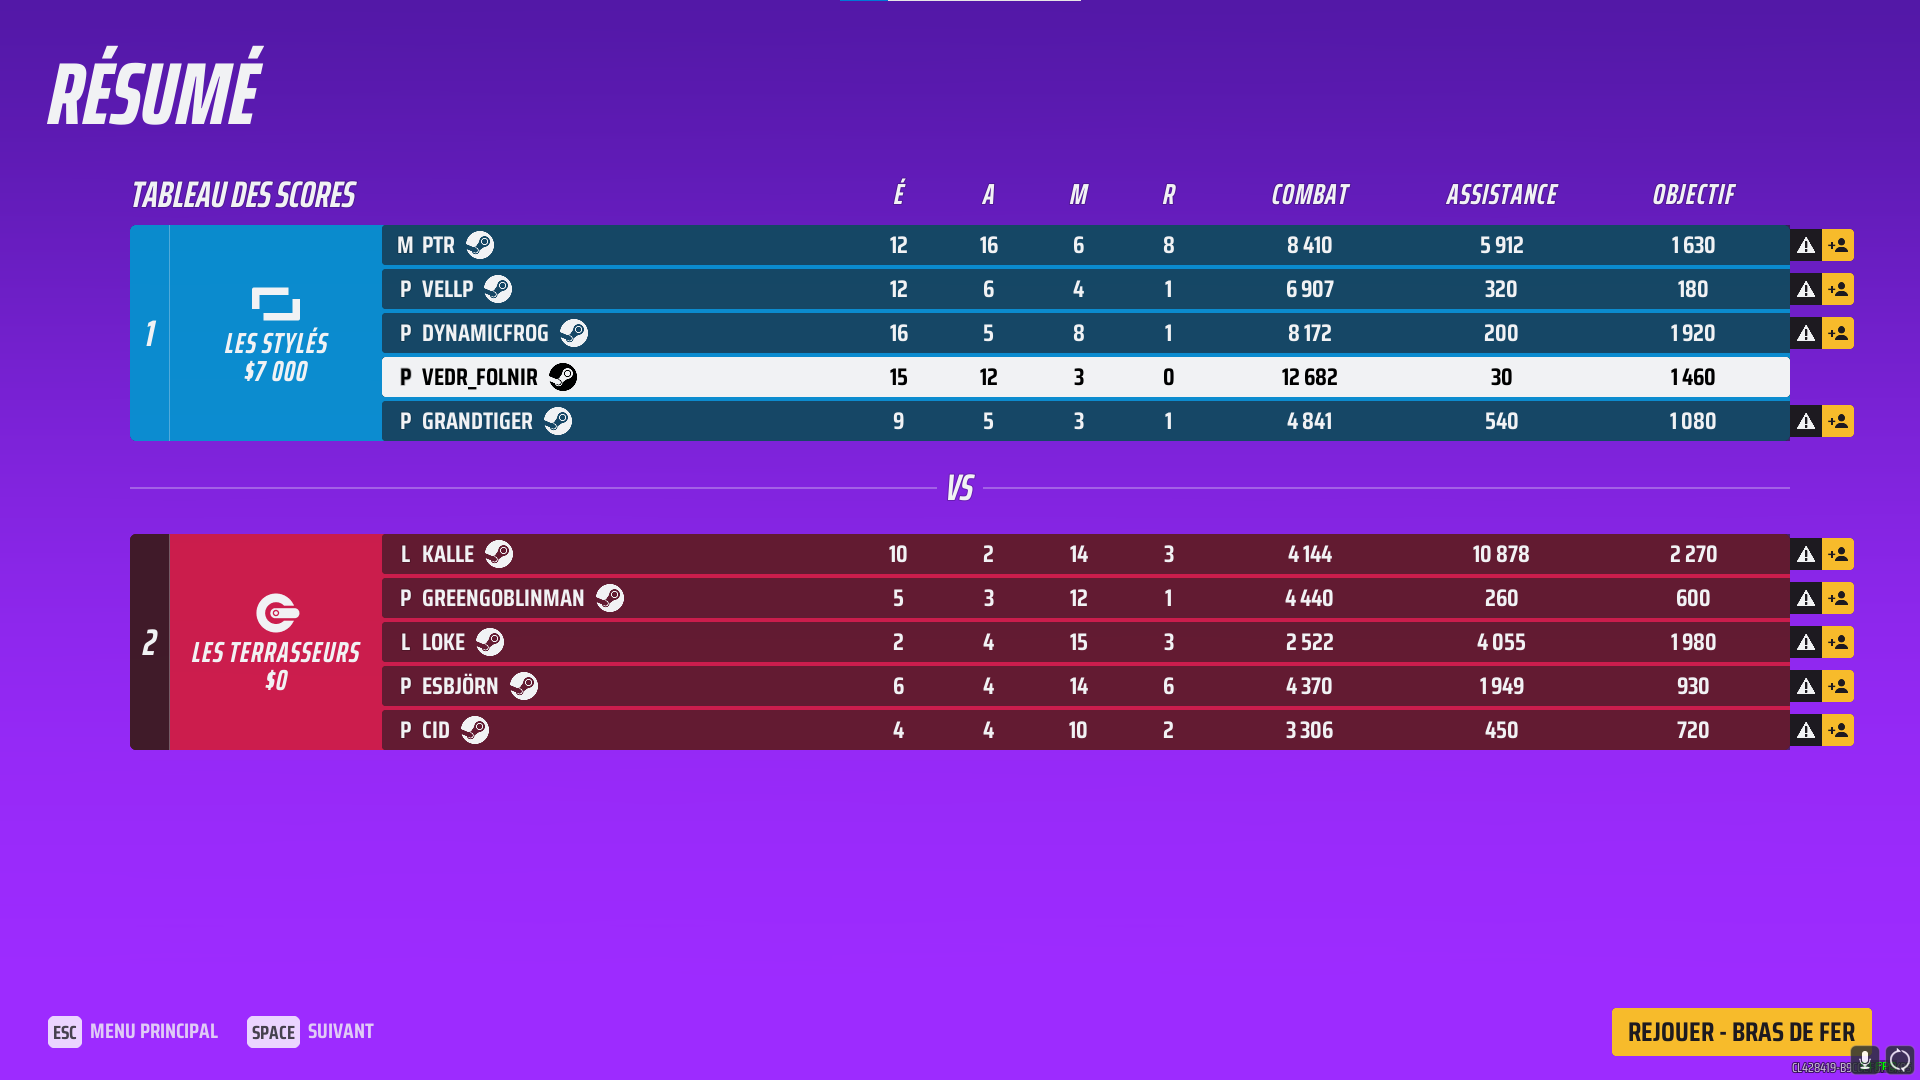 RÉSUMÉ
TABLEAU DES SCORES É A M R COMBAT ASSISTANCE OBJECTIF
1
LES STYLÉS
$7 000
M PTR 12 16 6 8 8 410 5 912 1 630
P VELLP 12 6 4 1 6 907 320 180
P DYNAMICFROG 16 5 8 1 8 172 200 1 920
P VEDR_FOLNIR 15 12 3 0 12 682 30 1 460
P GRANDTIGER 9 5 3 1 4 841 540 1 080
VS
2
LES TERRASSEURS
$0
L KALLE 10 2 14 3 4 144 10 878 2 270
P GREENGOBLINMAN 5 3 12 1 4 440 260 600
L LOKE 2 4 15 3 2 522 4 055 1 980
P ESBJÖRN 6 4 14 6 4 370 1 949 930
P CID 4 4 10 2 3 306 450 720
ESC MENU PRINCIPAL SPACE SUIVANT
REJOUER - BRAS DE FER